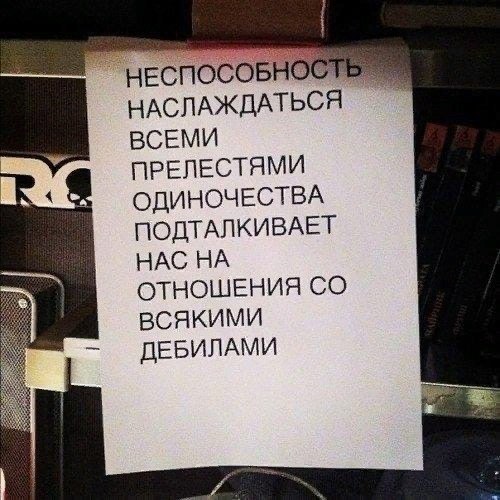 НЕСПОСОБНОСТЬ
НАСЛАЖДАТЬСЯ
ВСЕМИ
ПРЕЛЕСТЯМИ
ОДИНОЧЕСТВА
ПОДТАЛКИВАЕТ
НАС НА
ОТНОШЕНИЯ СО
ВСЯКИМИ
ДЕБИЛАМИ